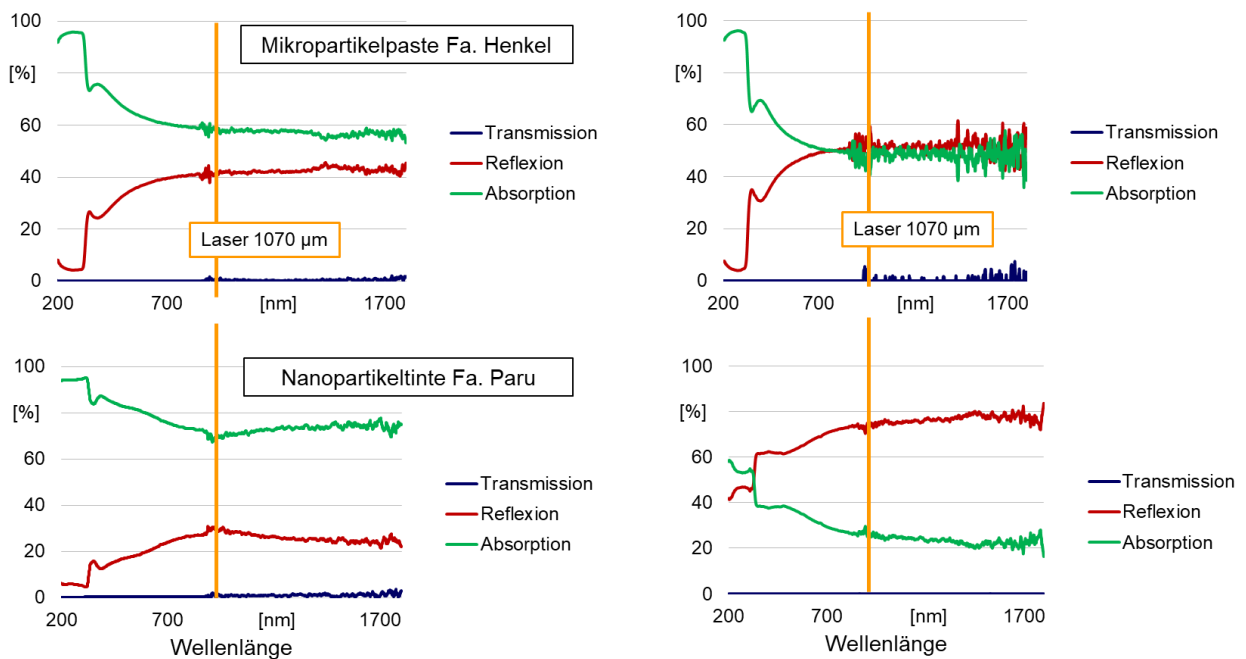 100
Mikropartikelpaste Fa. Henkel
[%]
80
60
40
20
0
Transmission
Reflexion
Absorption
Laser 1070 µm
200 700 [nm] 1700
100
[%]
80
60
40
20
0
Transmission
Reflexion
Absorption
Laser 1070 µm
200 700 [nm] 1700
100
Nanopartikeltinte Fa. Paru
[%]
60
40
20
0
Transmission
Reflexion
Absorption
200 700 [nm] 1700
Wellenlänge
100
[%]
60
40
20
0
Transmission
Reflexion
Absorption
200 700 [nm] 1700
Wellenlänge